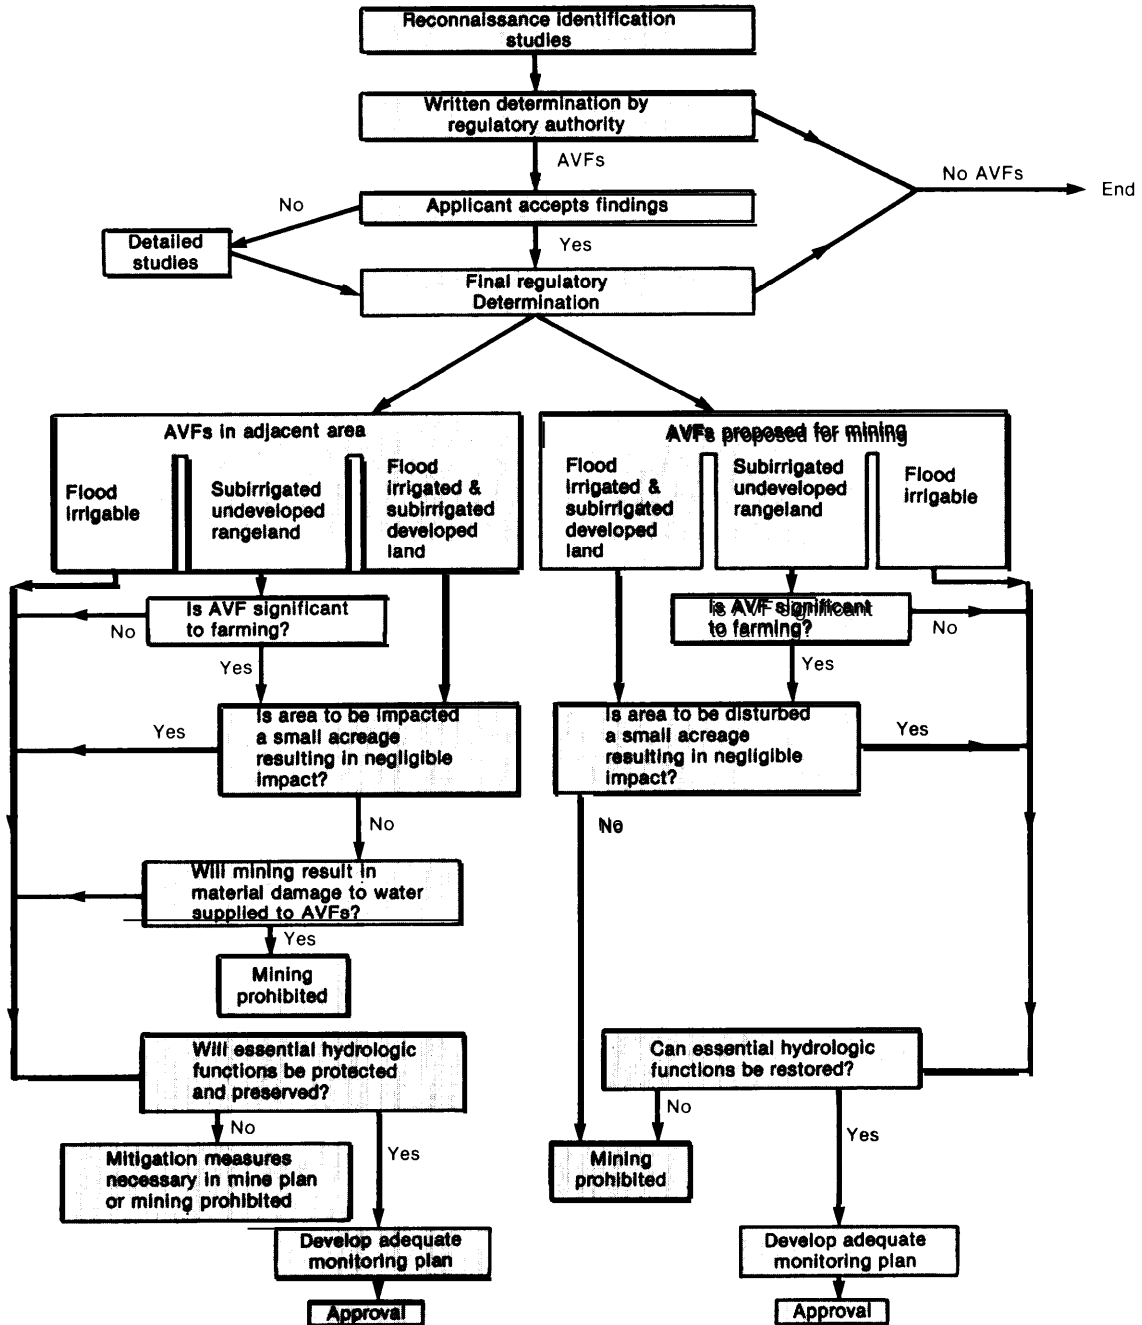 Reconnaissance identification
studies
Written determination by
regulatory authority
AVFs
No AVFs
End
No
Applicant accepts findings
Yes
Detailed
studies
Final regulatory
Determination
AVFs in adjacent area
Flood
irrigable
Subirrigated
undeveloped
rangeland
Flood
irrigated &
subirrigated
developed
land
AVFs proposed for mining
Flood
irrigated &
subirrigated
developed
land
Subirrigated
undeveloped
rangeland
Flood
irrigable
Is AVF significant
to farming?
No
Yes
Is AVF significant
to farming?
No
Yes
Is area to be impacted
a small acreage
resulting in negligible
impact?
Yes
No
Is area to be disturbed
a small acreage
resulting in negligible
impact?
Yes
No
Will mining result in
material damage to water
supplied to AVFs?
Yes
Mining
prohibited
Will essential hydrologic
functions be protected
and preserved?
No
Yes
Mitigation measures
necessary in mine plan
or mining prohibited
Develop adequate
monitoring plan
Approval
Can essential hydrologic
functions be restored?
No
Yes
Mining
prohibited
Develop adequate
monitoring plan
Approval